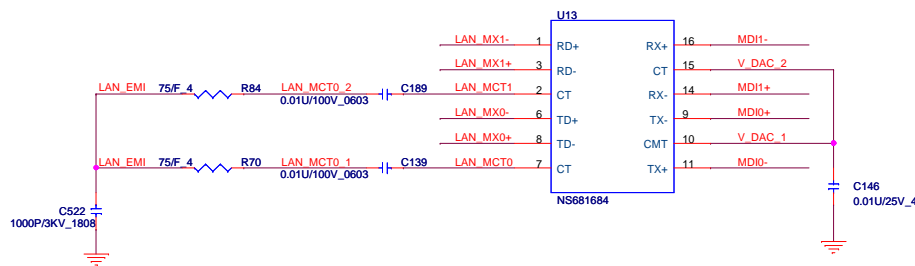 U13
LAN_MX1- 1 RD+ RX+ 16 MDI1-
LAN_MX1+ 3 RD- CT 15 V_DAC_2
LAN_EMI 75/F_4 R84 LAN_MCT0_2 C189 LAN_MCT1 2 CT RX- 14 MDI1+
0.01U/100V_0603
LAN_MX0- 6 TD+ TX- 9 MDI0+
LAN_MX0+ 8 TD- CMT 10 V_DAC_1
LAN_EMI 75/F_4 R70 LAN_MCT0_1 C139 LAN_MCT0 7 CT TX+ 11 MDI0-
0.01U/100V_0603
C146
NS681684
0.01U/25V_4
C522
1000P/3KV_1808